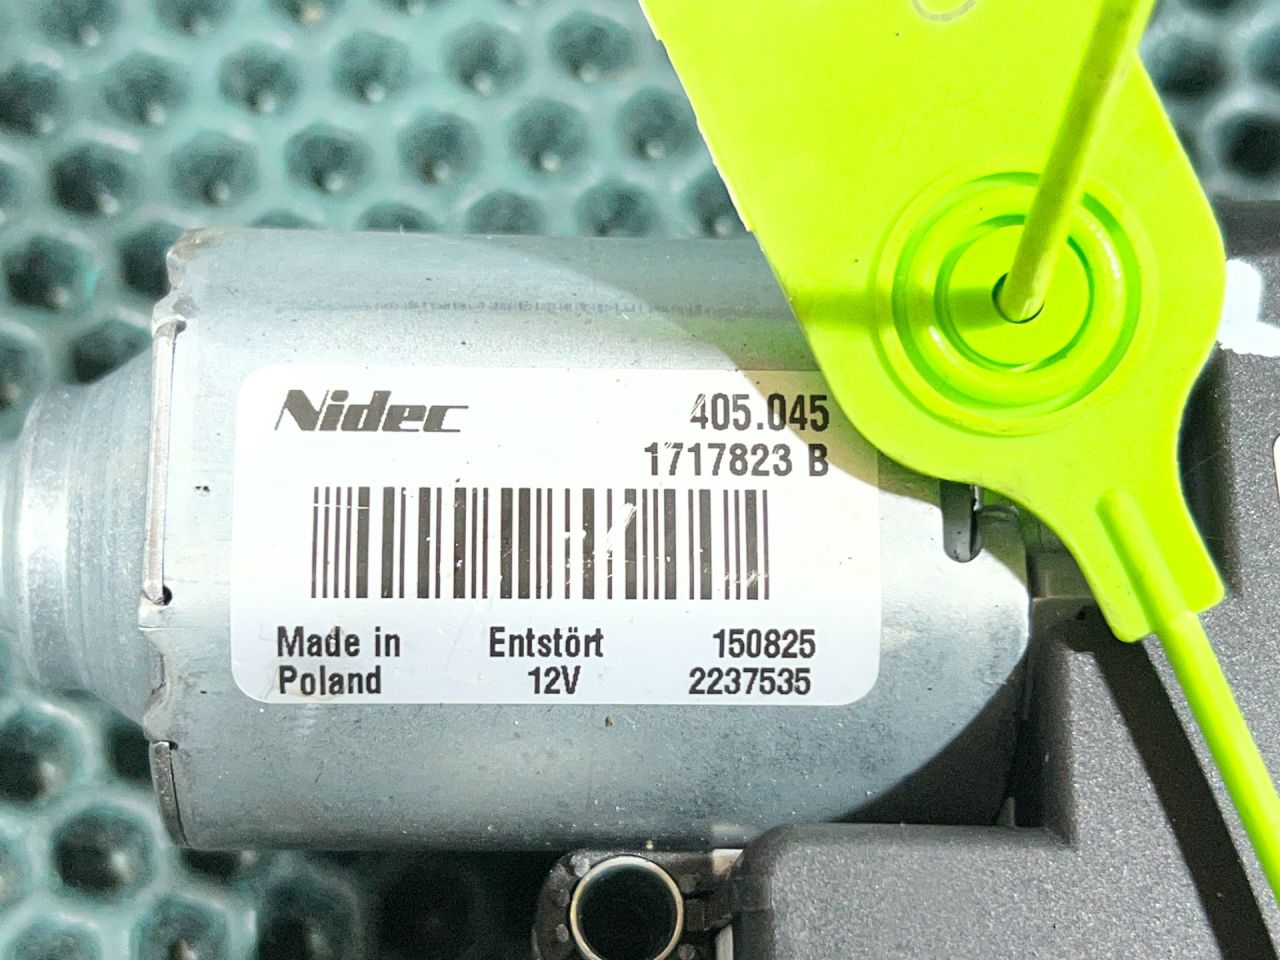 Nidec 405.045
1717823 B
Made in Entstört 150825
Poland 12V 2237535